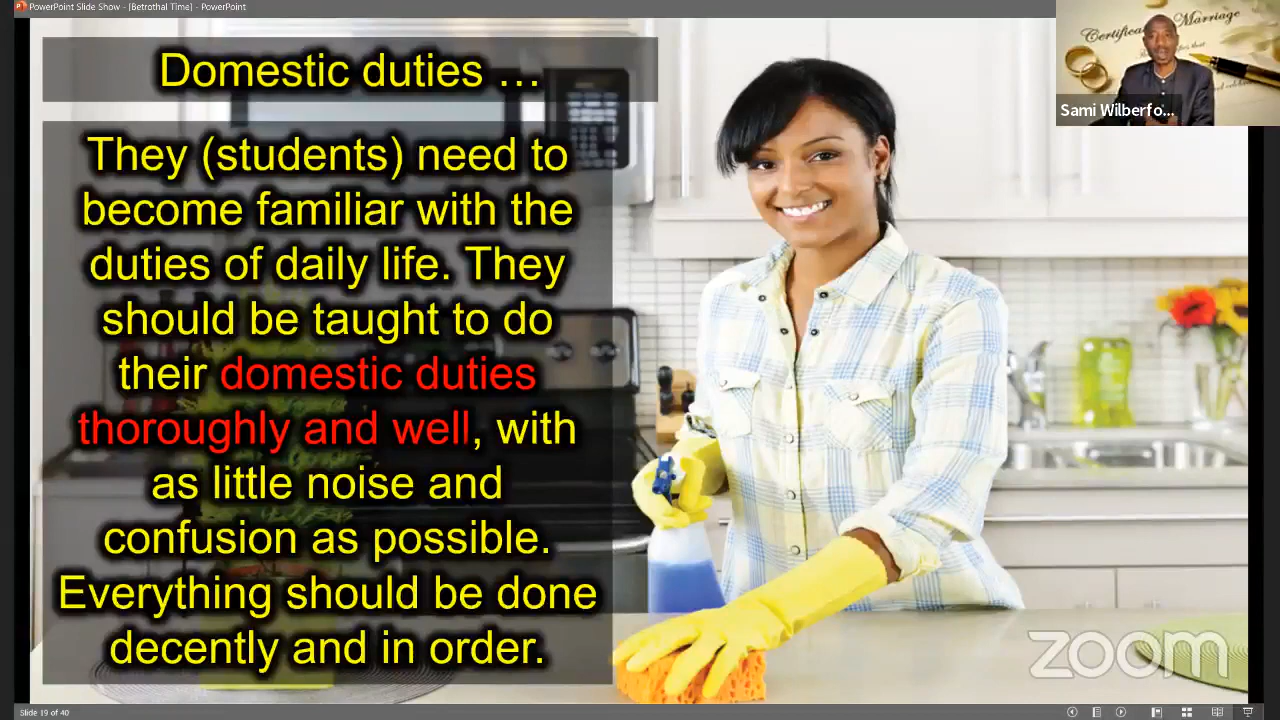 PowerPoint Slide Show - [Betrothal Time] - PowerPoint
Domestic duties …
They (students) need to
become familiar with the
duties of daily life. They
should be taught to do
their domestic duties
thoroughly and well, with
as little noise and
confusion as possible.
Everything should be done
decently and in order.
Marriage
Sami Wilberfo...
zoom
Slide 19 of 40